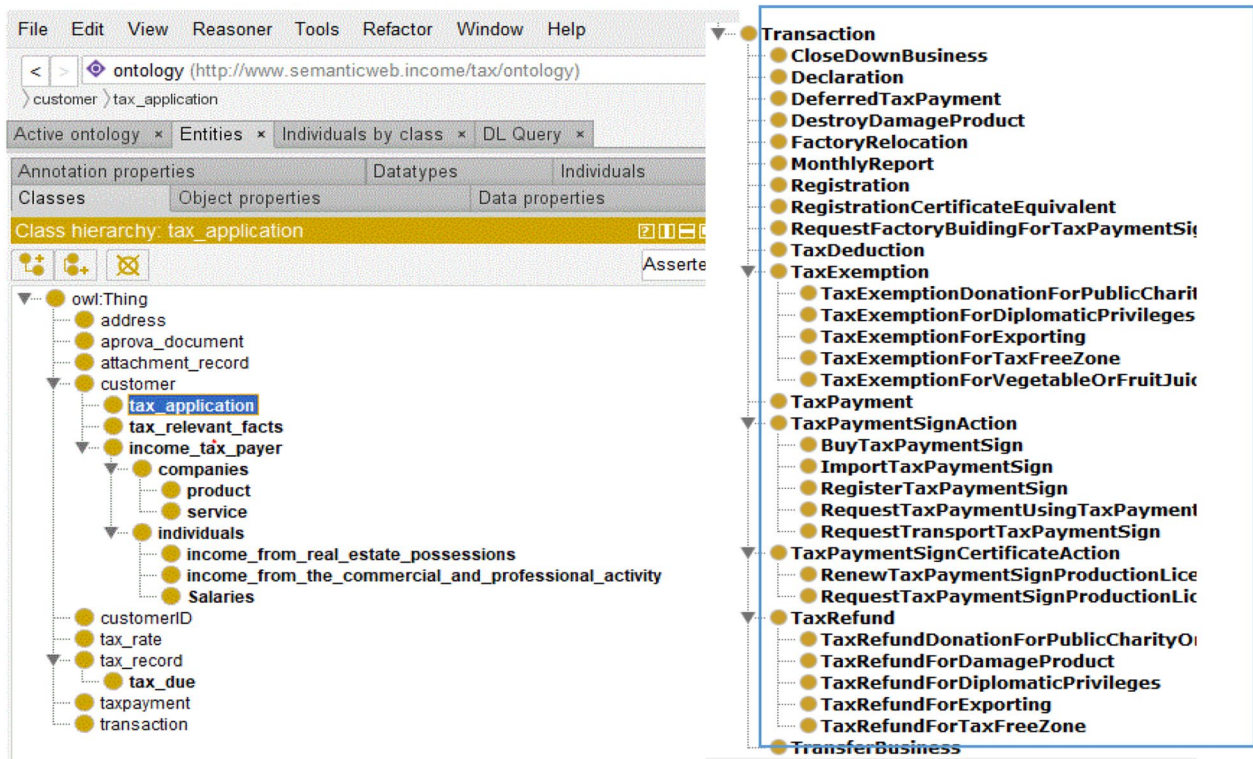 File Edit View Reasoner Tools Refactor Window Help
< > ontology (http://www.semanticweb.income/tax/ontology)
customer tax_application
Active ontology × Entities × Individuals by class × DL Query ×
Annotation properties Datatypes Individuals
Classes Object properties Data properties
Class hierarchy: tax_application
Asserte
owl:Thing
address
aprova_document
attachment_record
customer
tax_application
tax_relevant_facts
income_tax_payer
companies
product
service
individuals
income_from_real_estate_possessions
income_from_the_commercial_and_professional_activity
Salaries
customerID
tax_rate
tax_record
tax_due
taxpayment
transaction
Transaction
CloseDownBusiness
Declaration
DeferredTaxPayment
DestroyDamageProduct
FactoryRelocation
MonthlyReport
Registration
RegistrationCertificateEquivalent
RequestFactoryBuidingForTaxPaymentSig
TaxDeduction
TaxExemption
TaxExemptionDonationForPublicCharit
TaxExemptionForDiplomaticPrivileges
TaxExemptionForExporting
TaxExemptionForTaxFreeZone
TaxExemptionForVegetableOrFruitJuic
TaxPayment
TaxPaymentSignAction
BuyTaxPaymentSign
ImportTaxPaymentSign
RegisterTaxPaymentSign
RequestTaxPaymentUsingTaxPayment
RequestTransportTaxPaymentSign
TaxPaymentSignCertificateAction
RenewTaxPaymentSignProductionLice
RequestTaxPaymentSignProductionLic
TaxRefund
TaxRefundDonationForPublicCharityOr
TaxRefundForDamageProduct
TaxRefundForDiplomaticPrivileges
TaxRefundForExporting
TaxRefundForTaxFreeZone
TransferBusiness